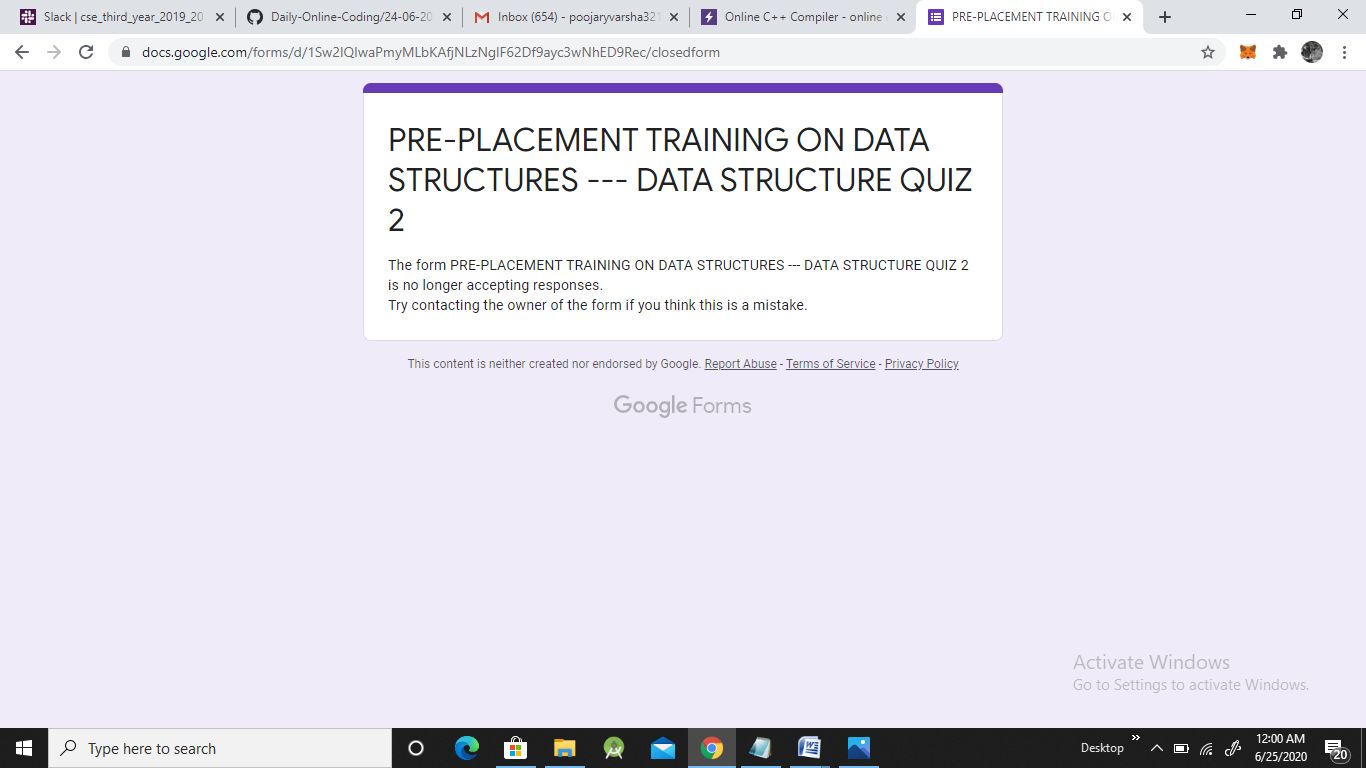 Slack | cse_third_year_2019_20
Daily-Online-Coding/24-06-20
Inbox (654) - poojaryvarsha321
Online C++ Compiler - online
PRE-PLACEMENT TRAINING O
docs.google.com/forms/d/1Sw2IQIwaPmyMLbKAfjNLzNglF62Df9ayc3wNhED9Rec/closedform
PRE-PLACEMENT TRAINING ON DATA
STRUCTURES --- DATA STRUCTURE QUIZ
2
The form PRE-PLACEMENT TRAINING ON DATA STRUCTURES --- DATA STRUCTURE QUIZ 2
is no longer accepting responses.
Try contacting the owner of the form if you think this is a mistake.
This content is neither created nor endorsed by Google. Report Abuse - Terms of Service - Privacy Policy
Google Forms
Activate Windows
Go to Settings to activate Windows.
Type here to search
Desktop
12:00 AM
6/25/2020
20